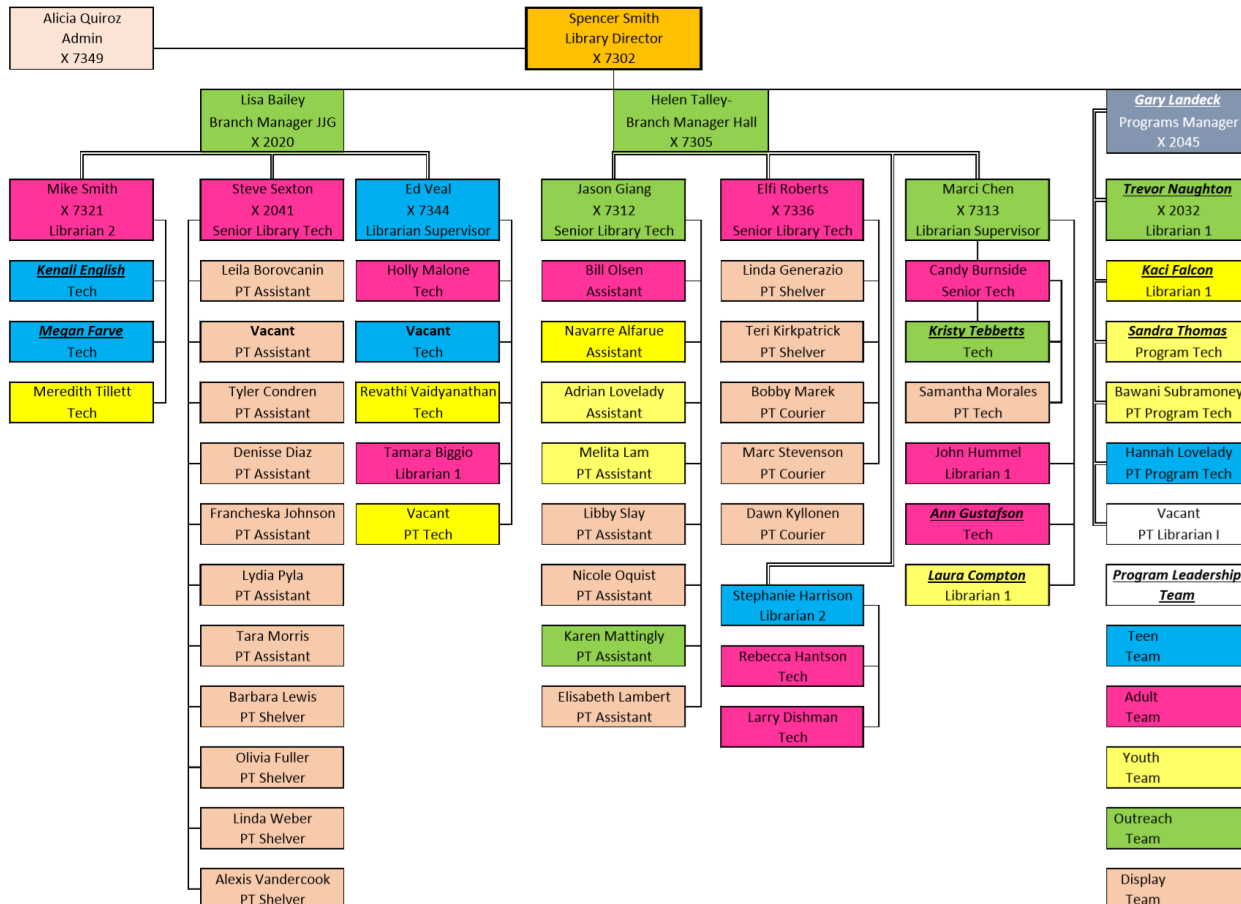 Alicia Quiroz
Admin
X 7349
Spencer Smith
Library Director
X 7302
Lisa Bailey
Branch Manager JJG
X 2020
Helen Talley-
Branch Manager Hall
X 7305
Gary Landeck
Programs Manager
X 2045
Mike Smith
X 7321
Librarian 2
Kenali English
Tech
Megan Farve
Tech
Meredith Tillett
Tech
Steve Sexton
X 2041
Senior Library Tech
Leila Borovcanin
PT Assistant
Vacant
PT Assistant
Tyler Condren
PT Assistant
Denisse Diaz
PT Assistant
Francheska Johnson
PT Assistant
Lydia Pyla
PT Assistant
Tara Morris
PT Assistant
Barbara Lewis
PT Shelver
Olivia Fuller
PT Shelver
Linda Weber
PT Shelver
Alexis Vandercook
PT Shelver
Ed Veal
X 7344
Librarian Supervisor
Holly Malone
Tech
Vacant
Tech
Revathi Vaidyanathan
Tech
Tamara Biggio
Librarian 1
Vacant
PT Tech
Jason Giang
X 7312
Senior Library Tech
Bill Olsen
Assistant
Navarre Alfarue
Assistant
Adrian Lovelady
Assistant
Melita Lam
PT Assistant
Libby Slay
PT Assistant
Nicole Oquist
PT Assistant
Karen Mattingly
PT Assistant
Elisabeth Lambert
PT Assistant
Elfi Roberts
X 7336
Senior Library Tech
Linda Generazio
PT Shelver
Teri Kirkpatrick
PT Shelver
Bobby Marek
PT Courier
Marc Stevenson
PT Courier
Dawn Kyllonen
PT Courier
Stephanie Harrison
Librarian 2
Rebecca Hantson
Tech
Larry Dishman
Tech
Marci Chen
X 7313
Librarian Supervisor
Candy Burnside
Senior Tech
Kristy Tebbetts
Tech
Samantha Morales
PT Tech
John Hummel
Librarian 1
Ann Gustafson
Tech
Laura Compton
Librarian 1
Trevor Naughton
X 2032
Librarian 1
Kaci Falcon
Librarian 1
Sandra Thomas
Program Tech
Bawani Subramoney
PT Program Tech
Hannah Lovelady
PT Program Tech
Vacant
PT Librarian I
Program Leadership
Team
Teen
Team
Adult
Team
Youth
Team
Outreach
Team
Display
Team